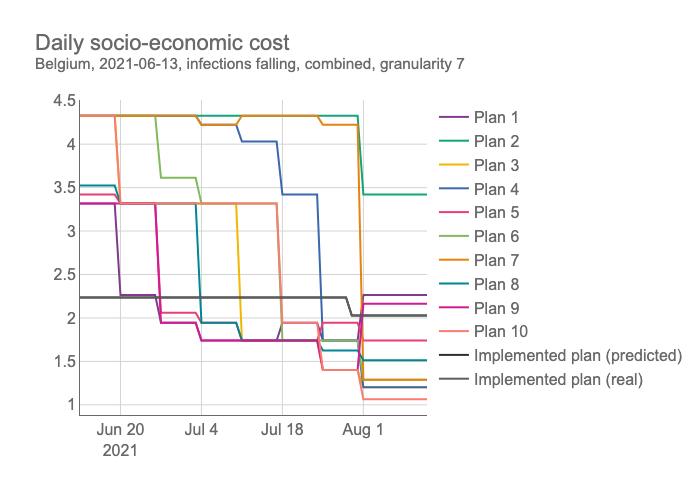 Daily socio-economic cost
Belgium, 2021-06-13, infections falling, combined, granularity 7
4.5
4
3.5
3
2.5
2
1.5
1
Jun 20
2021
Jul 4
Jul 18
Aug 1
Plan 1
Plan 2
Plan 3
Plan 4
Plan 5
Plan 6
Plan 7
Plan 8
Plan 9
Plan 10
Implemented plan (predicted)
Implemented plan (real)